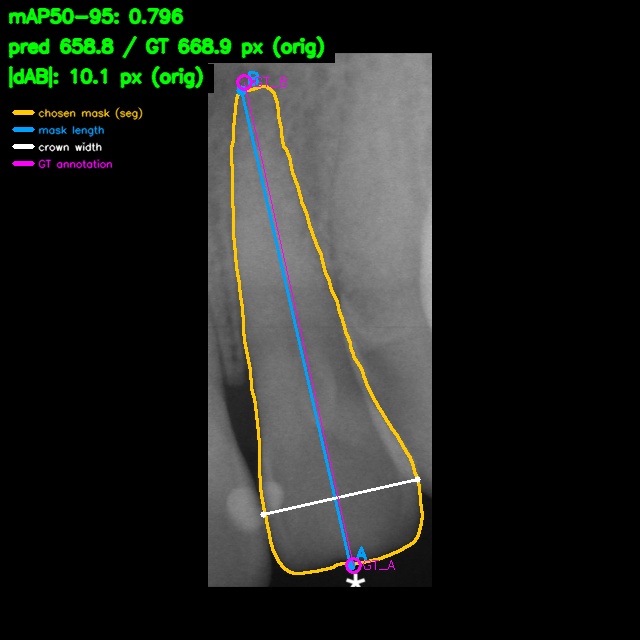 mAP50-95: 0.796
pred 658.8 / GT 668.9 px (orig)
|dAB|: 10.1 px (orig)
chosen mask (seg)
mask length
crown width
GT annotation
B
A
GT_A